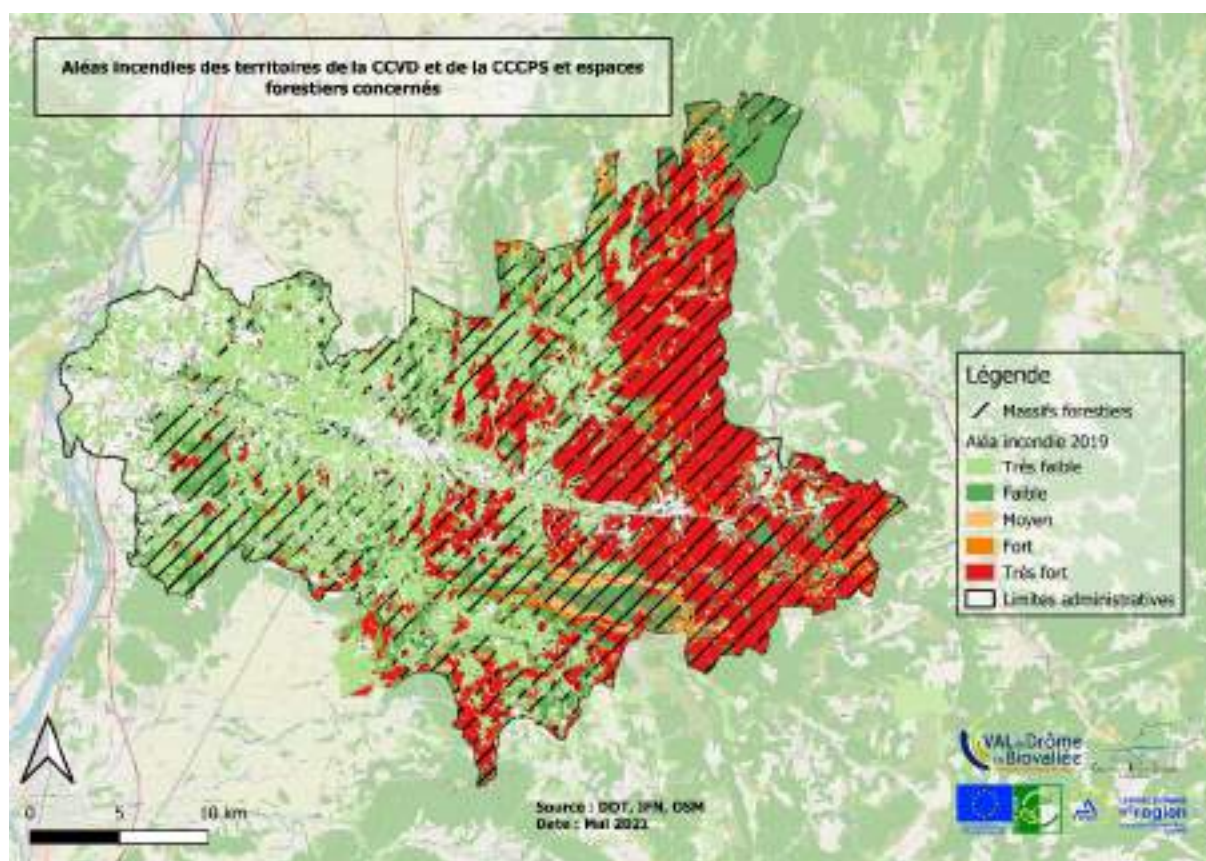 Aléas incendies des territoires de la CCVD et de la CCCPS et espaces
forestiers concernés
Légende
Massifs forestiers
Aléa incendie 2019
Très faible
Faible
Moyen
Fort
Très fort
Limites administratives
VAL de Drôme
en Biovallée
0 5 10 km
Source : DDT, IFN, OSM
Date : Mai 2021
région